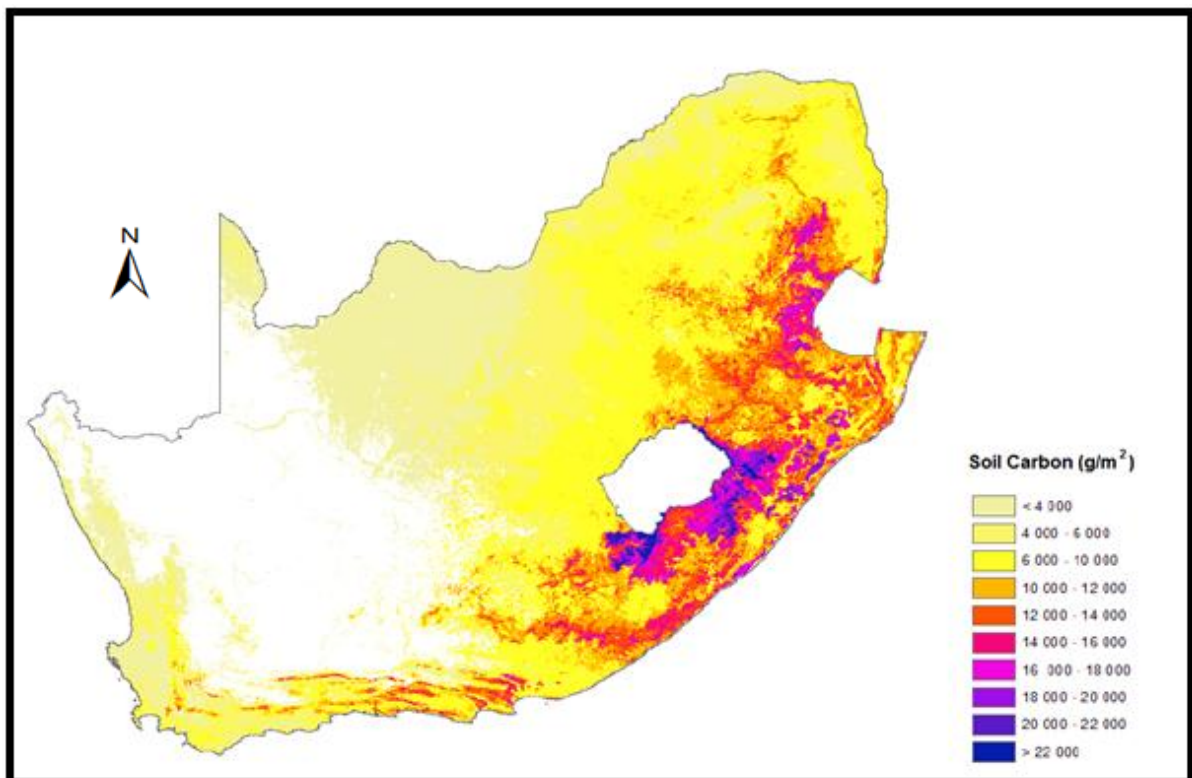 N
Soil Carbon (g/m²)
< 4 000
4 000 - 6 000
6 000 - 10 000
10 000 - 12 000
12 000 - 14 000
14 000 - 16 000
16 000 - 18 000
18 000 - 20 000
20 000 - 22 000
> 22 000